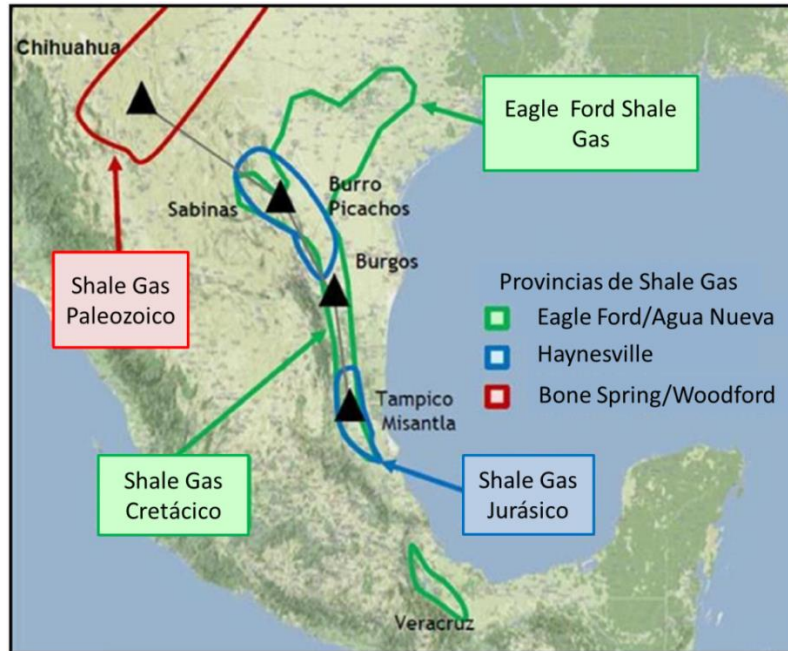 Chihuahua
Eagle Ford Shale
Gas
Burro
Picachos
Sabinas
Burgos
Shale Gas
Paleozoico
Provincias de Shale Gas
Eagle Ford/Agua Nueva
Haynesville
Bone Spring/Woodford
Tampico
Misantla
Shale Gas
Cretácico
Shale Gas
Jurásico
Veracruz